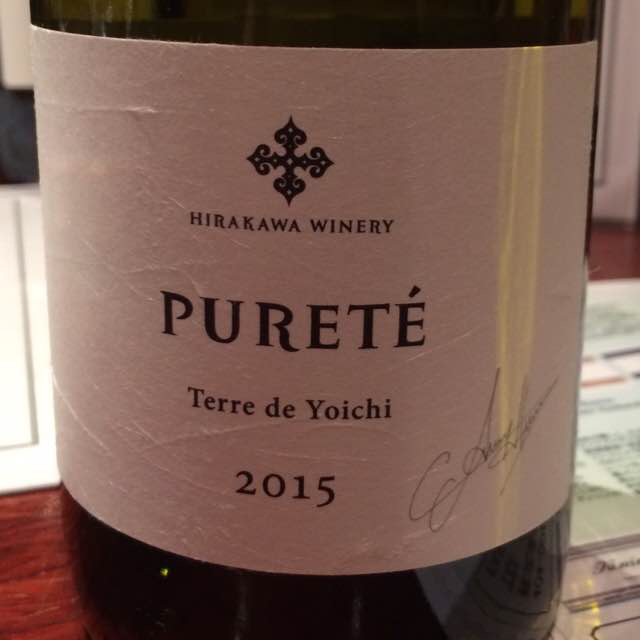 HIRAKAWA WINERY
PURETÉ
Terre de Yoichi
2015